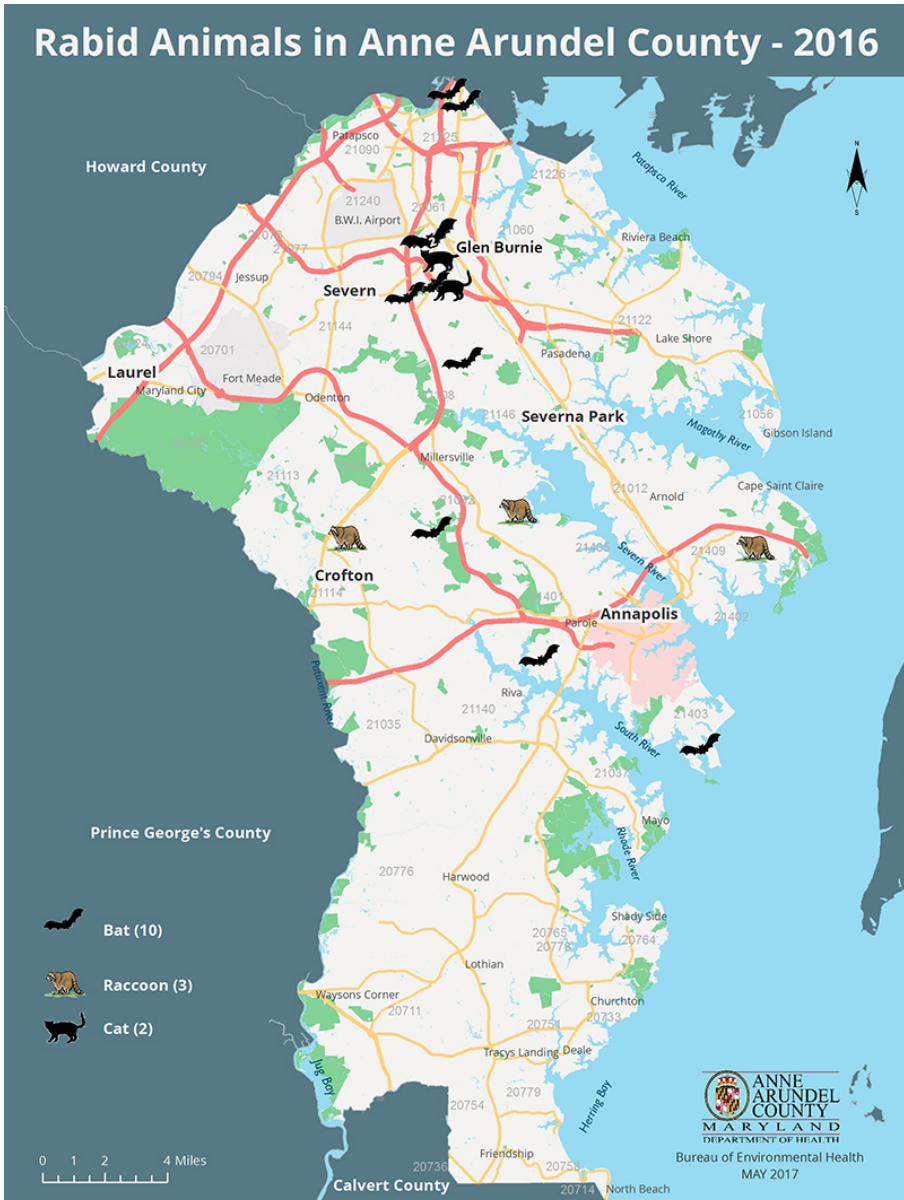 Rabid Animals in Anne Arundel County - 2016
Howard County
Patapsco
21090
21225
Patapsco River
N
S
21226
21240
B.W.I. Airport
21061
21060
Riviera Beach
Glen Burnie
2
21077
20794
Jessup
Severn
21144
21122
Lake Shore
20701
Pasadena
Laurel
Fort Meade
Maryland City
Odenton
21146
Severna Park
21056
Gibson Island
Magothy River
Millersville
21113
21012
Arnold
Cape Saint Claire
Severn River
21409
Crofton
21114
Annapolis
21402
Parole
Patuxent River
Riva
21140
21403
21035
South River
Davidsonville
21037
Mayo
Rhode River
Prince George's County
20776
Harwood
Shady Side
20765
20778
20764
Bat (10)
Lothian
Raccoon (3)
Waysons Corner
Churchton
20711
20733
20751
Cat (2)
Tracys Landing
Deale
Jug Bay
20779
20754
Herring Bay
ANNE
ARUNDEL
COUNTY
MARYLAND
DEPARTMENT OF HEALTH
Bureau of Environmental Health
MAY 2017
0 1 2 4 Miles
Friendship
20736
20758
Calvert County
20714
North Beach